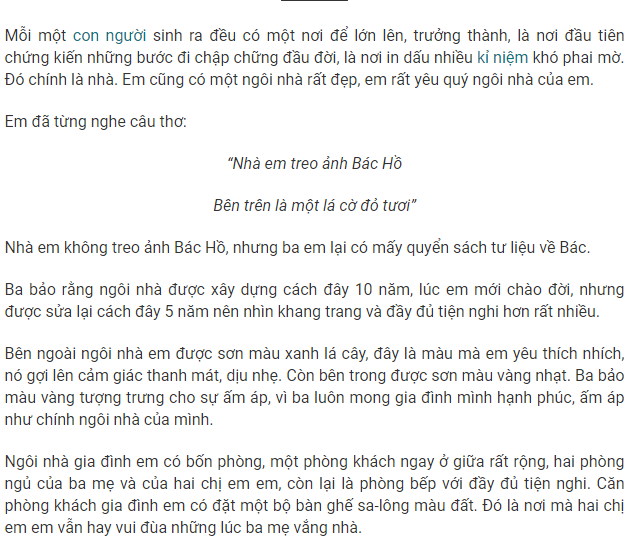 Mỗi một con người sinh ra đều có một nơi để lớn lên, trưởng thành, là nơi đầu tiên
chứng kiến những bước đi chập chững đầu đời, là nơi in dấu nhiều kỉ niệm khó phai mờ.
Đó chính là nhà. Em cũng có một ngôi nhà rất đẹp, em rất yêu quý ngôi nhà của em.
Em đã từng nghe câu thơ:
“Nhà em treo ảnh Bác Hồ
Bên trên là một lá cờ đỏ tươi”
Nhà em không treo ảnh Bác Hồ, nhưng ba em lại có mấy quyển sách tư liệu về Bác.
Ba bảo rằng ngôi nhà được xây dựng cách đây 10 năm, lúc em mới chào đời, nhưng
được sửa lại cách đây 5 năm nên nhìn khang trang và đầy đủ tiện nghi hơn rất nhiều.
Bên ngoài ngôi nhà em được sơn màu xanh lá cây, đây là màu mà em yêu thích nhích,
nó gợi lên cảm giác thanh mát, dịu nhẹ. Còn bên trong được sơn màu vàng nhạt. Ba bảo
màu vàng tượng trưng cho sự ấm áp, vì ba luôn mong gia đình mình hạnh phúc, ấm áp
như chính ngôi nhà của mình.
Ngôi nhà gia đình em có bốn phòng, một phòng khách ngay ở giữa rất rộng, hai phòng
ngủ của ba mẹ và của hai chị em em, còn lại là phòng bếp với đầy đủ tiện nghi. Căn
phòng khách gia đình em có đặt một bộ bàn ghế sa-lông màu đất. Đó là nơi mà hai chị
em em vẫn hay vui đùa những lúc ba mẹ vắng nhà.